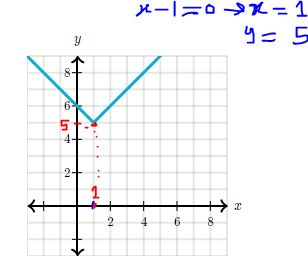 x-1=0 → x = 1
y = 5
y
8
6
5
4
2
1
x
2 4 6 8